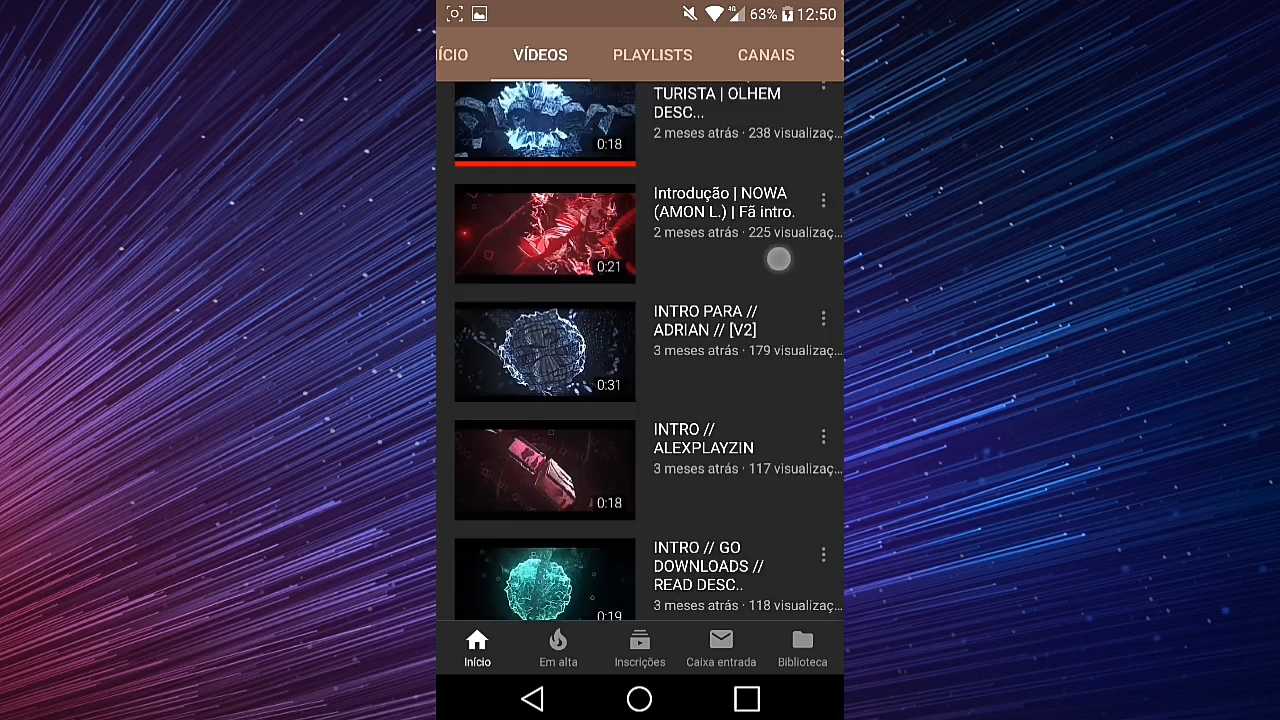 4G 63% 12:50
ÍCIO VÍDEOS PLAYLISTS CANAIS
TURISTA | OLHEM
DESC...
0:18
2 meses atrás · 238 visualizaç...
Introdução | NOWA
(AMON L.) | Fã intro.
2 meses atrás · 225 visualizaç...
0:21
INTRO PARA //
ADRIAN // [V2]
3 meses atrás · 179 visualizaç...
0:31
INTRO //
ALEXPLAYZIN
3 meses atrás · 117 visualizaç...
0:18
INTRO // GO
DOWNLOADS //
READ DESC..
3 meses atrás · 118 visualizaç...
0:19
Início Em alta Inscrições Caixa entrada Biblioteca